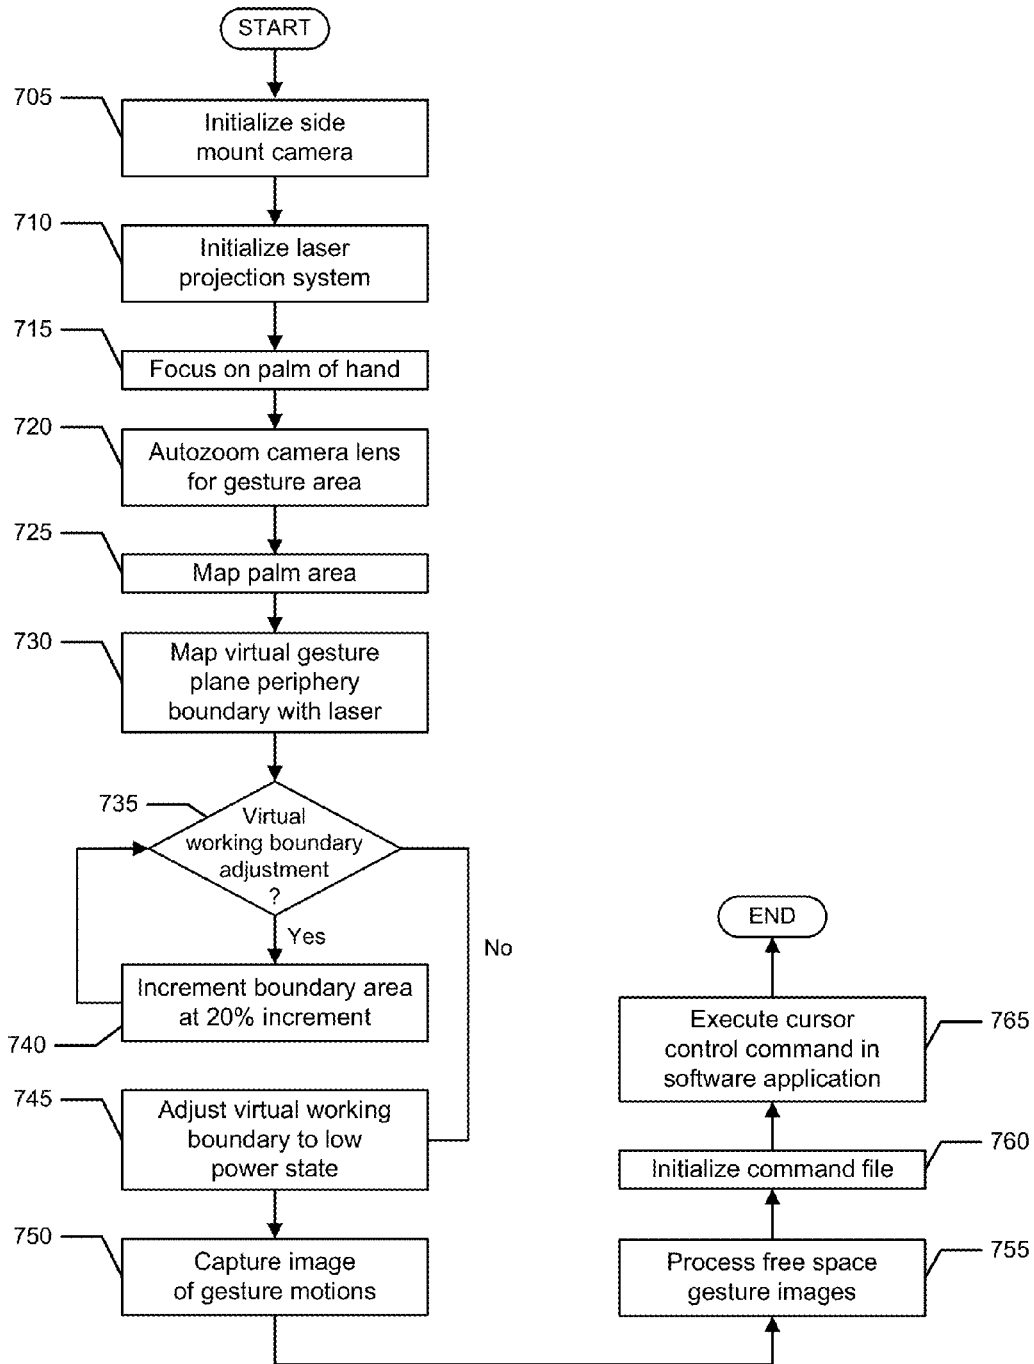 START
705
Initialize side
mount camera
710
Initialize laser
projection system
715
Focus on palm of hand
720
Autozoom camera lens
for gesture area
725
Map palm area
730
Map virtual gesture
plane periphery
boundary with laser
735
Virtual
working boundary
adjustment
?
Yes
No
Increment boundary area
at 20% increment
740
745
Adjust virtual working
boundary to low
power state
750
Capture image
of gesture motions
755
Process free space
gesture images
760
Initialize command file
765
Execute cursor
control command in
software application
END